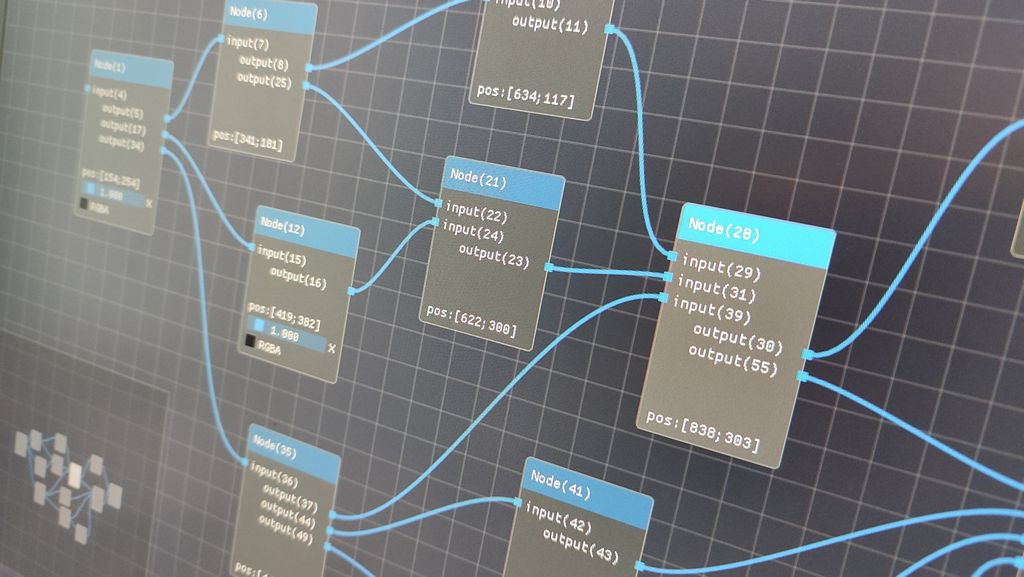 Node(1)
input(4)
output(5)
output(17)
output(34)
pos:[154;254]
1.000
X
RGBA
Node(6)
input(7)
output(8)
output(25)
pos:[341;181]
Node(12)
input(15)
output(16)
pos:[419;382]
1.000
X
RGBA
Node(35)
input(36)
output(37)
output(44)
output(49)
input(10)
output(11)
pos:[634;117]
Node(21)
input(22)
input(24)
output(23)
pos:[622;300]
Node(41)
input(42)
output(43)
Node(28)
input(29)
input(31)
input(39)
output(30)
output(55)
pos:[838;303]